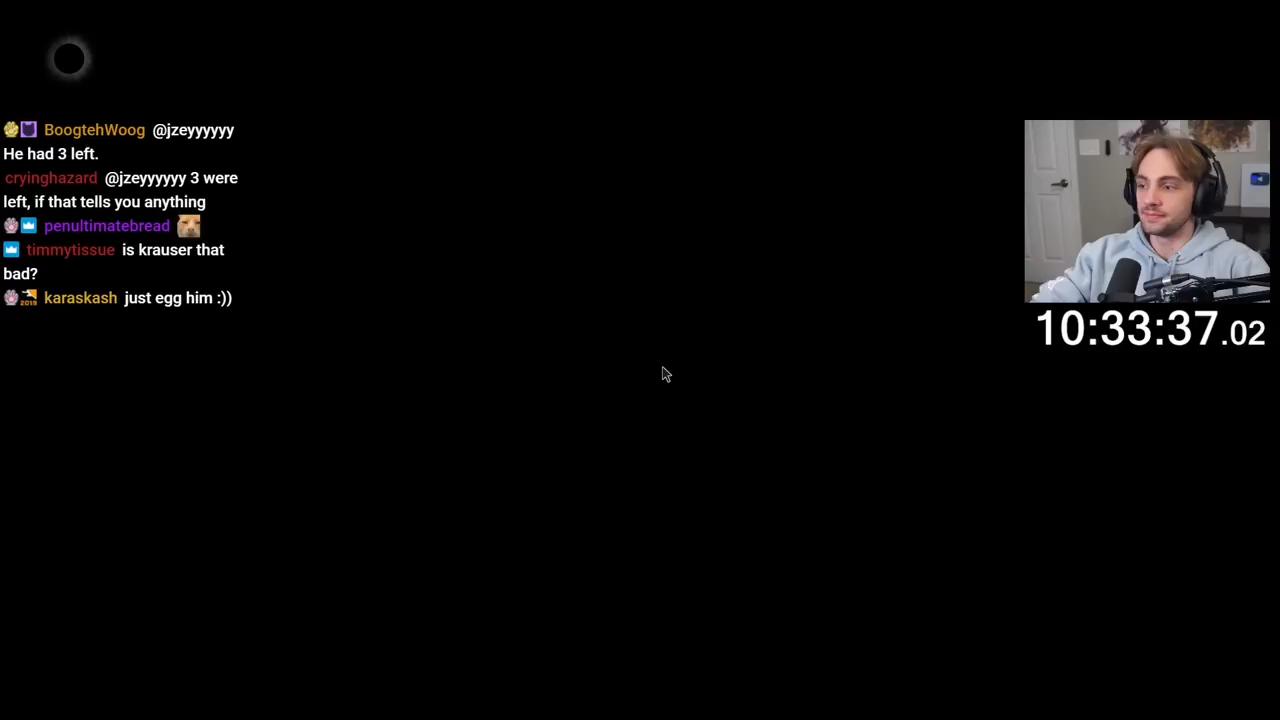 BoogtehWoog @jzeyyyyyy
He had 3 left.
cryinghazard @jzeyyyyyy 3 were
left, if that tells you anything
penultimatebread
timmytissue is krauser that
bad?
karaskash just egg him :))
10:33:37.02